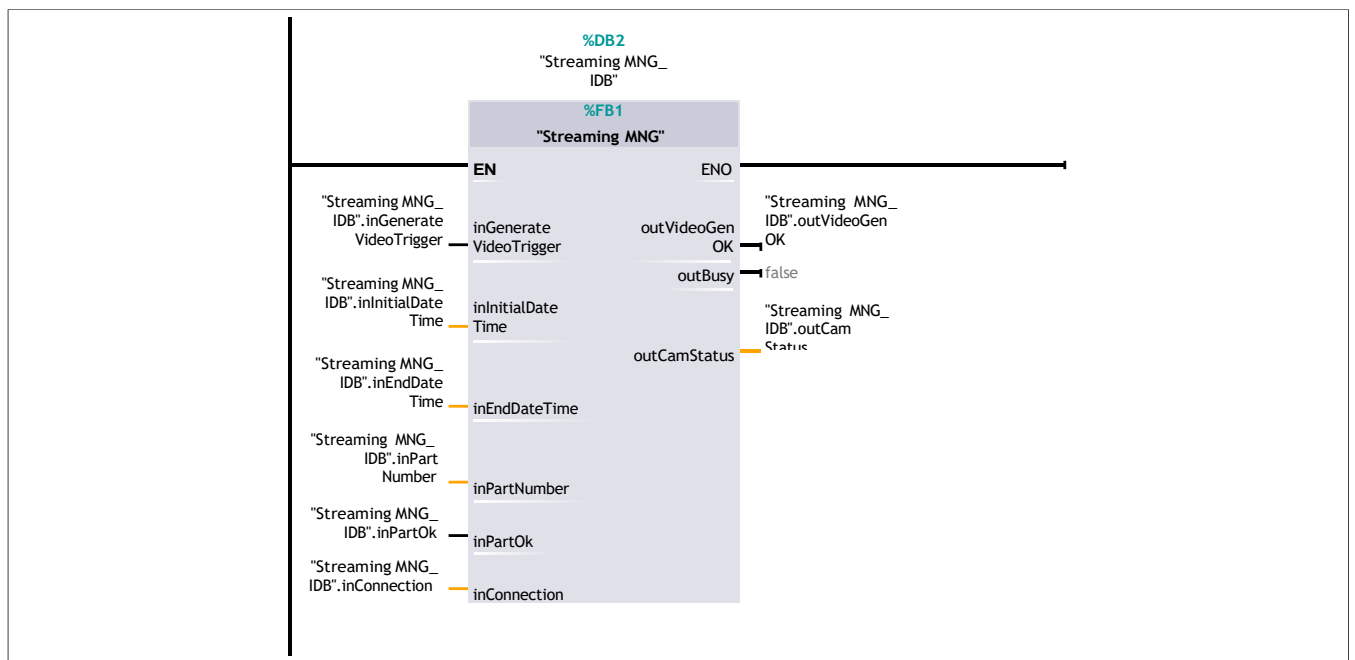 %DB2
"Streaming MNG_
IDB"
%FB1
"Streaming MNG"
EN
ENO
"Streaming MNG_
IDB".inGenerate
VideoTrigger
inGenerate
VideoTrigger
outVideoGen
OK
"Streaming MNG_
IDB".outVideoGen
OK
outBusy
false
"Streaming MNG_
IDB".inInitialDate
Time
inInitialDate
Time
outCamStatus
"Streaming MNG_
IDB".outCam
Status
"Streaming MNG_
IDB".inEndDate
Time
inEndDateTime
"Streaming MNG_
IDB".inPart
Number
inPartNumber
"Streaming MNG_
IDB".inPartOk
inPartOk
"Streaming MNG_
IDB".inConnection
inConnection